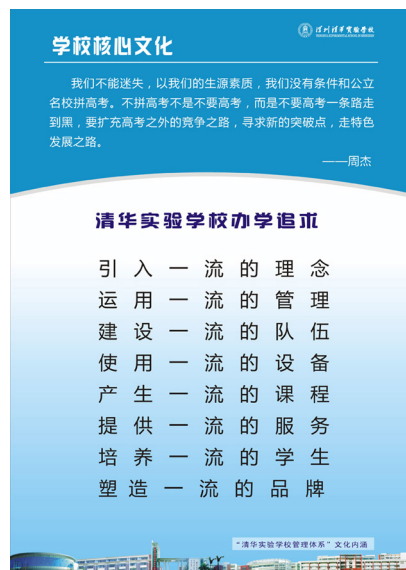 深圳清华实验学校
学校核心文化
我们不能迷失，以我们的生源素质，我们没有条件和公立
名校拼高考。不拼高考不是不要高考，而是不要高考一条路走
到黑，要扩充高考之外的竞争之路，寻求新的突破点，走特色
发展之路。
——周杰
清华实验学校办学追求
引入一流的理念
运用一流的管理
建设一流的队伍
使用一流的设备
产生一流的课程
提供一流的服务
培养一流的学生
塑造一流的品牌
“清华实验学校管理体系”文化内涵